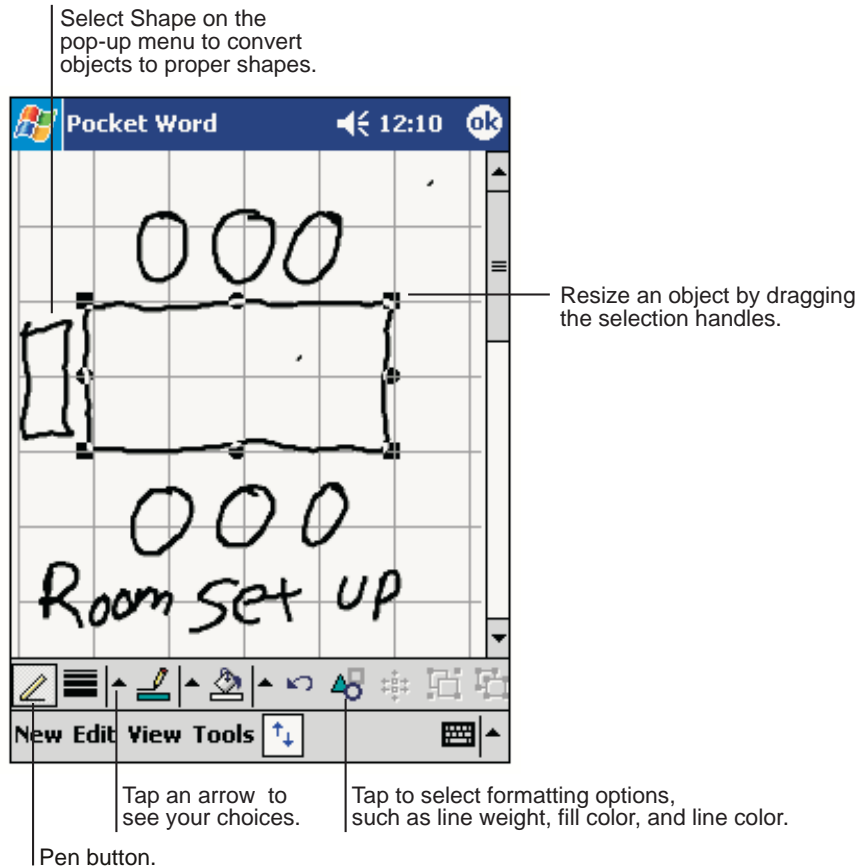 Select Shape on the
pop-up menu to convert
objects to proper shapes.
Pocket Word 12:10 ok
Resize an object by dragging
the selection handles.
Room Set UP
New Edit View Tools
Tap an arrow to
see your choices.
Tap to select formatting options,
such as line weight, fill color, and line color.
Pen button.